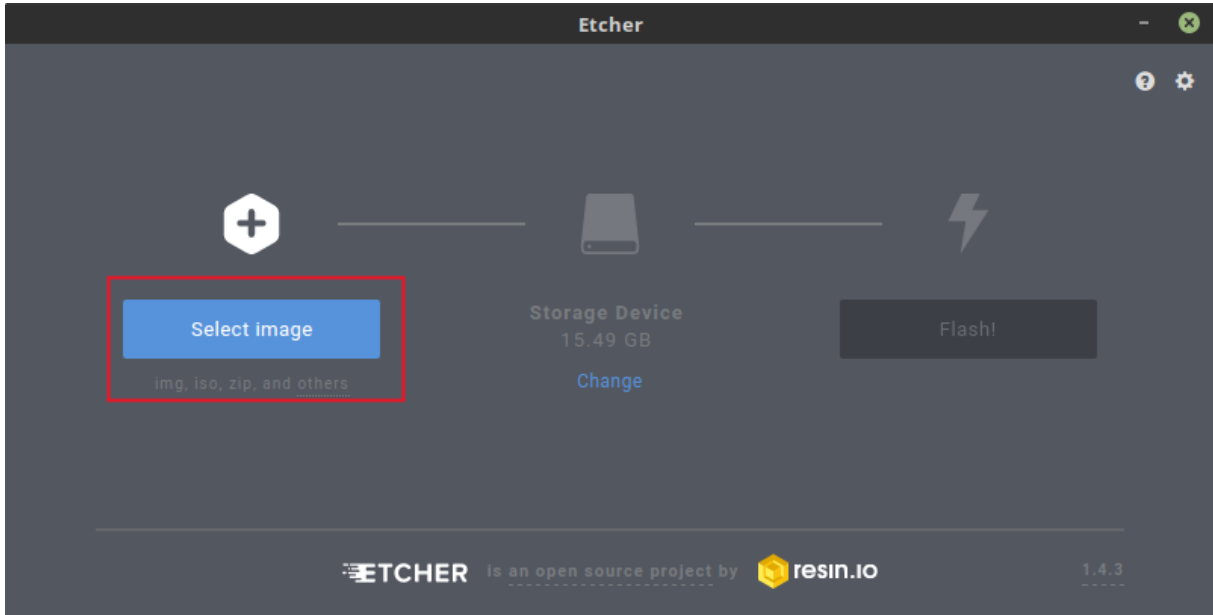 Etcher
Select image
img, iso, zip, and others
Storage Device
15.49 GB
Change
Flash!
ETCHER is an open source project by resin.io
1.4.3